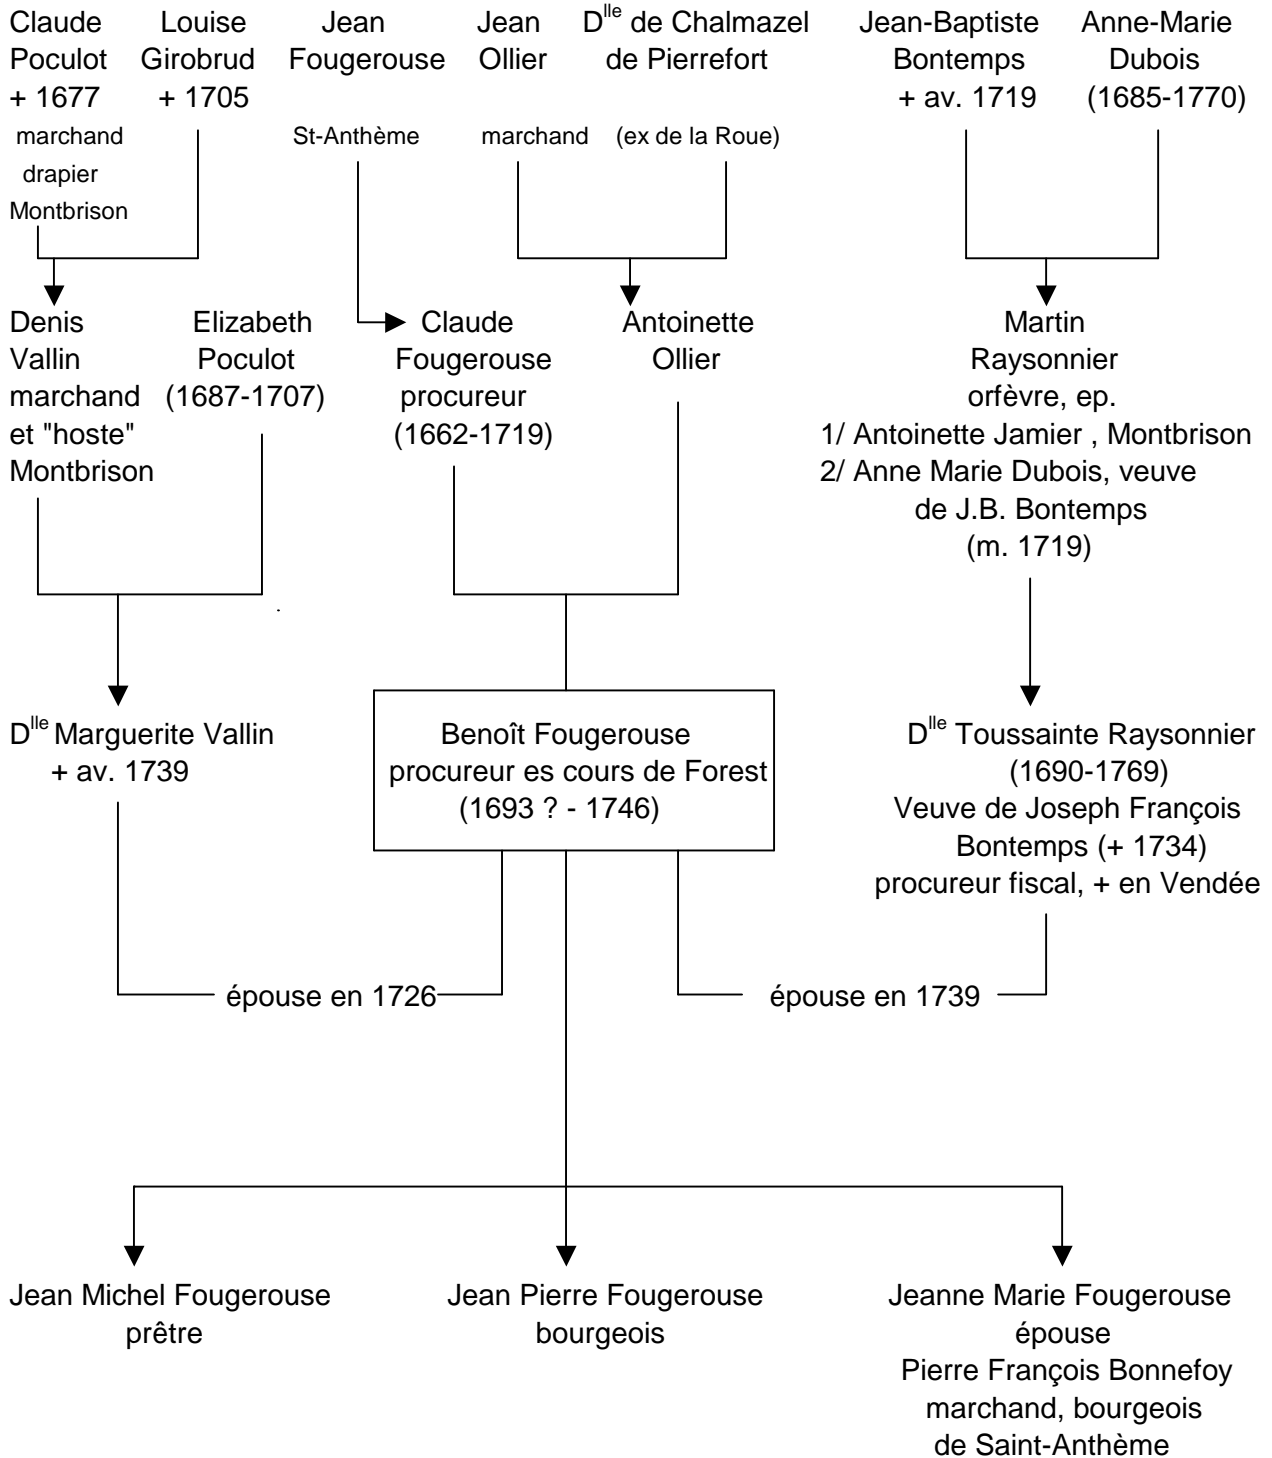 Claude
Poculot
+ 1677
marchand
drapier
Montbrison
Louise
Girobrud
+ 1705
Jean
Fougerouse
St-Anthème
Jean
Ollier
marchand
Dlle de Chalmazel
de Pierrefort
(ex de la Roue)
Jean-Baptiste
Bontemps
+ av. 1719
Anne-Marie
Dubois
(1685-1770)
Denis
Vallin
marchand
et "hoste"
Montbrison
Elizabeth
Poculot
(1687-1707)
Claude
Fougerouse
procureur
(1662-1719)
Antoinette
Ollier
Martin
Raysonnier
orfèvre, ep.
1/ Antoinette Jamier , Montbrison
2/ Anne Marie Dubois, veuve
de J.B. Bontemps
(m. 1719)
Dlle Marguerite Vallin
+ av. 1739
Benoît Fougerouse
procureur es cours de Forest
(1693 ? - 1746)
Dlle Toussainte Raysonnier
(1690-1769)
Veuve de Joseph François
Bontemps (+ 1734)
procureur fiscal, + en Vendée
épouse en 1726
épouse en 1739
Jean Michel Fougerouse
prêtre
Jean Pierre Fougerouse
bourgeois
Jeanne Marie Fougerouse
épouse
Pierre François Bonnefoy
marchand, bourgeois
de Saint-Anthème